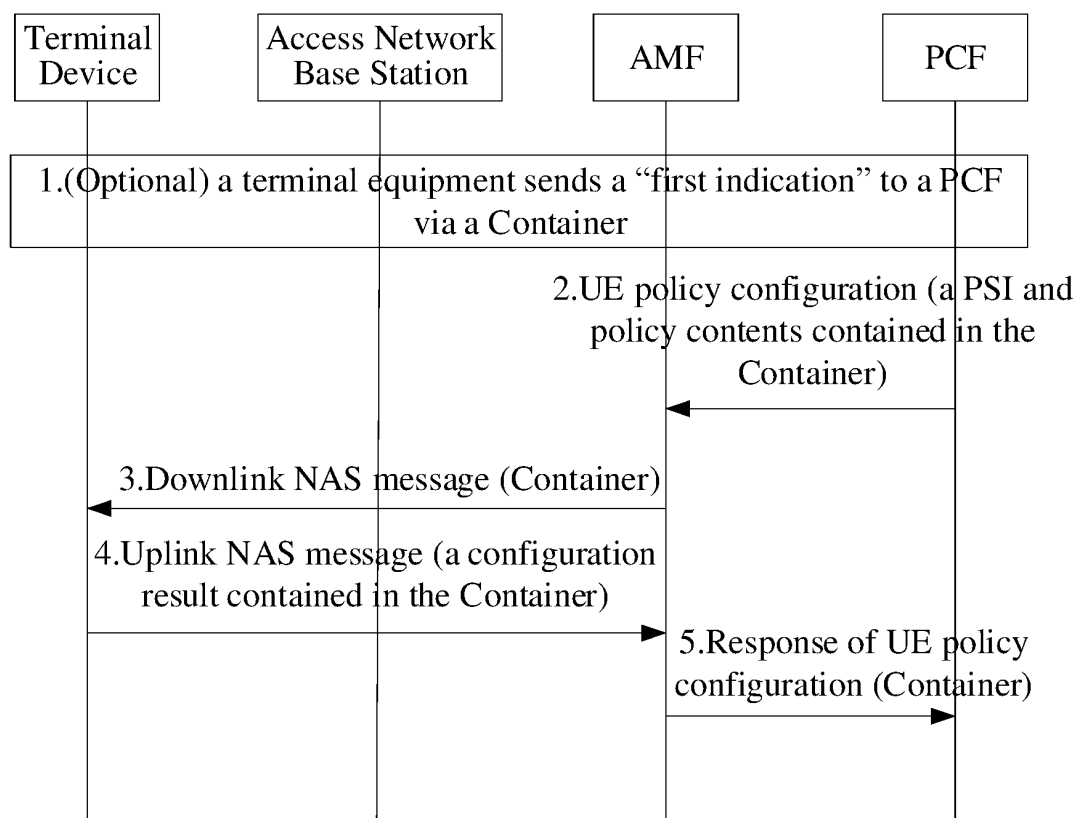 Terminal
Device
Access Network
Base Station
AMF
PCF
1.(Optional) a terminal equipment sends a “first indication” to a PCF
via a Container
2.UE policy configuration (a PSI and
policy contents contained in the
Container)
3.Downlink NAS message (Container)
4.Uplink NAS message (a configuration
result contained in the Container)
5.Response of UE policy
configuration (Container)